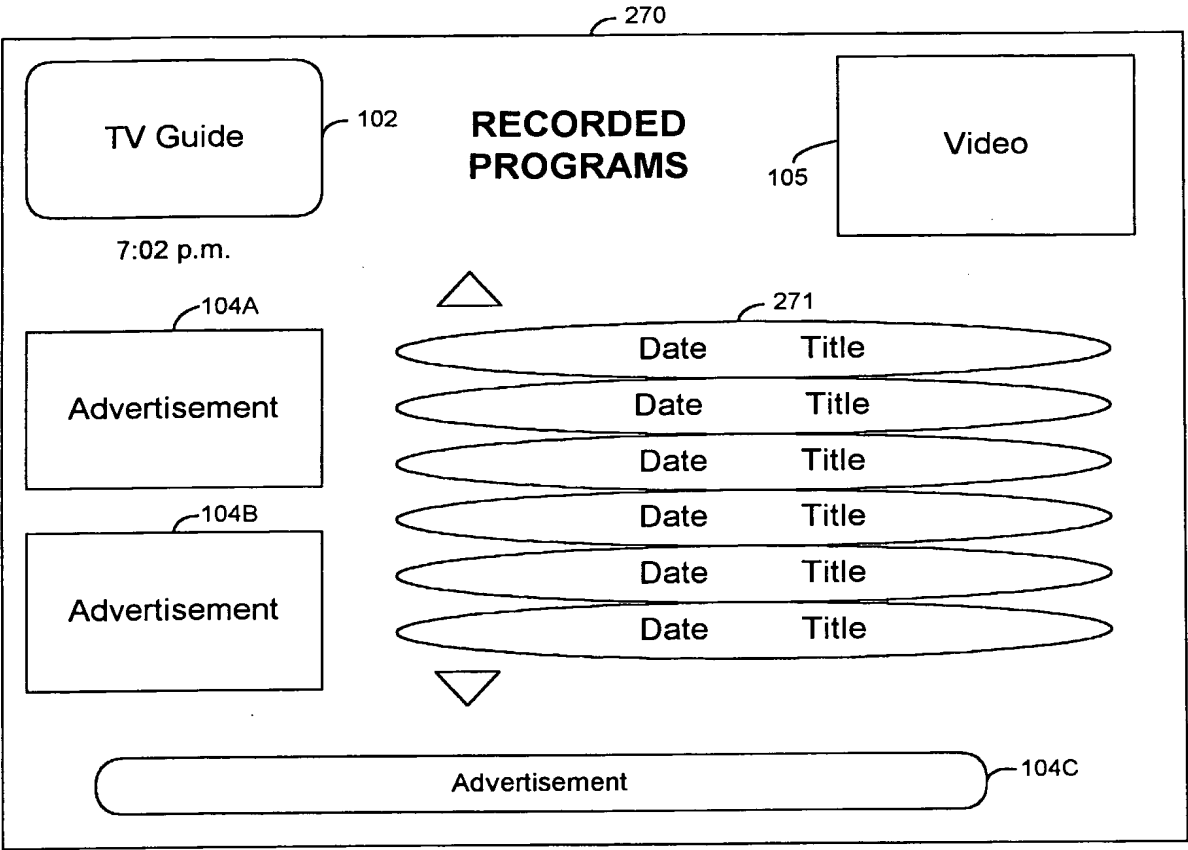 270
TV Guide
102
RECORDED
PROGRAMS
105
Video
7:02 p.m.
104A
Advertisement
104B
Advertisement
271
Date Title
Date Title
Date Title
Date Title
Date Title
Date Title
Advertisement
104C